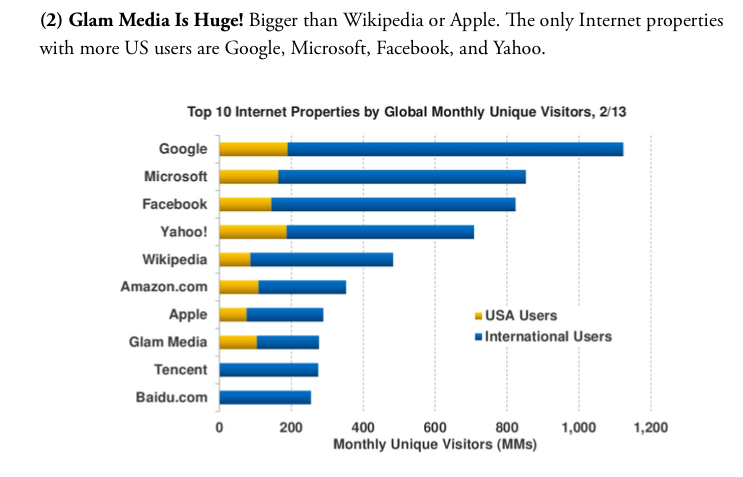 (2) Glam Media Is Huge! Bigger than Wikipedia or Apple. The only Internet properties
with more US users are Google, Microsoft, Facebook, and Yahoo.
Top 10 Internet Properties by Global Monthly Unique Visitors, 2/13
Google
Microsoft
Facebook
Yahoo!
Wikipedia
Amazon.com
Apple
Glam Media
Tencent
Baidu.com
USA Users
International Users
0 200 400 600 800 1,000 1,200
Monthly Unique Visitors (MMs)